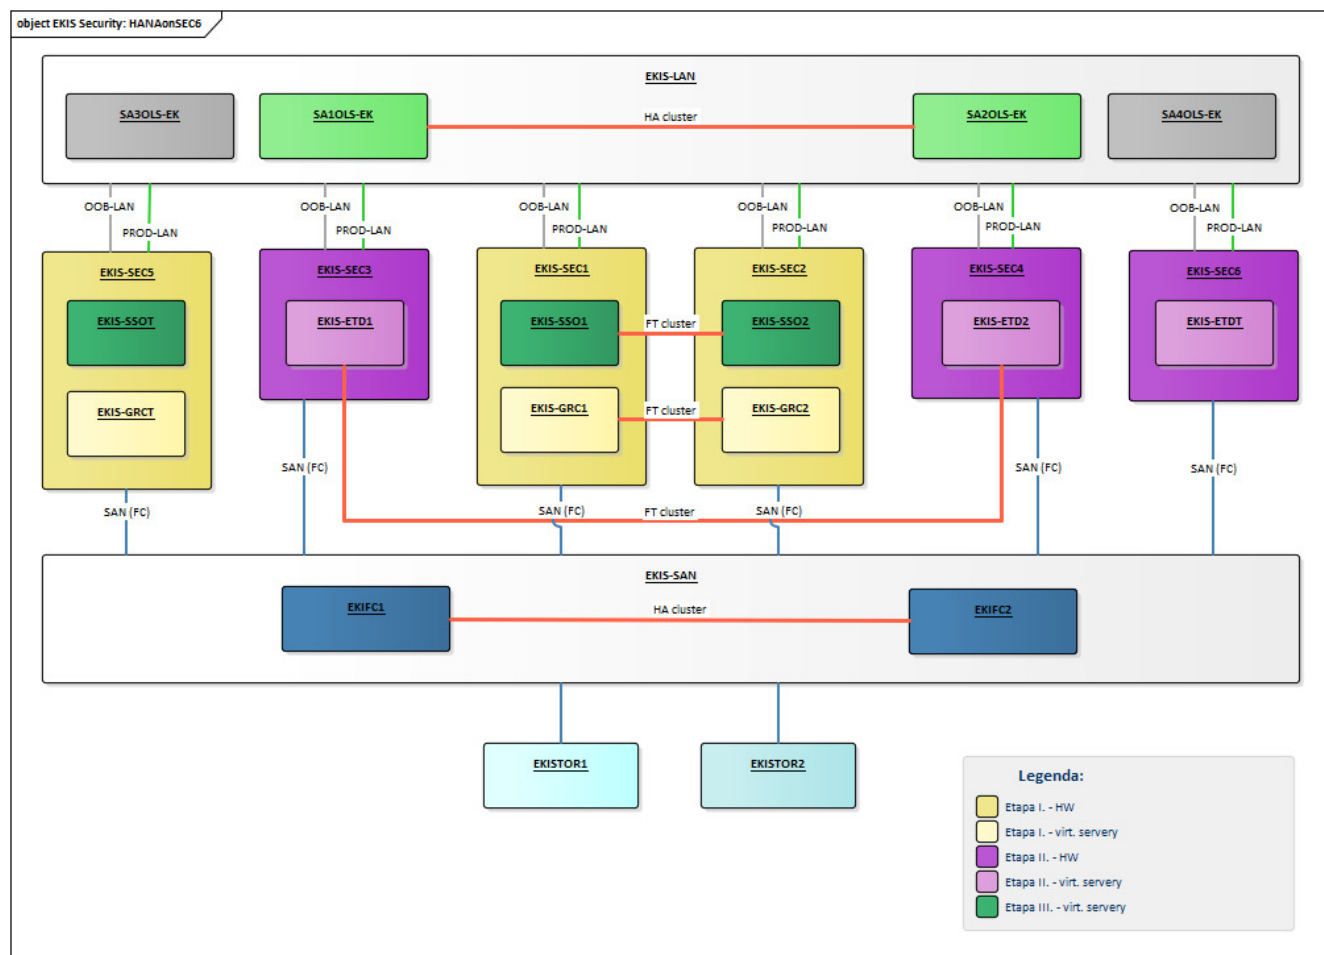 object EKIS Security: HANAonSEC6
EKIS-LAN
SA3OLS-EK
SA1OLS-EK
HA cluster
SA2OLS-EK
SA4OLS-EK
OOB-LAN
PROD-LAN
OOB-LAN
PROD-LAN
OOB-LAN
PROD-LAN
OOB-LAN
PROD-LAN
OOB-LAN
PROD-LAN
OOB-LAN
PROD-LAN
EKIS-SEC5
EKIS-SEC3
EKIS-SEC1
EKIS-SEC2
EKIS-SEC4
EKIS-SEC6
EKIS-SSOT
EKIS-ETD1
EKIS-SSO1
FT cluster
EKIS-SSO2
EKIS-ETD2
EKIS-ETDT
EKIS-GRCT
EKIS-GRC1
FT cluster
EKIS-GRC2
SAN (FC)
SAN (FC)
SAN (FC)
SAN (FC)
SAN (FC)
FT cluster
SAN (FC)
EKIS-SAN
EKIFC1
HA cluster
EKIFC2
EKISTOR1
EKISTOR2
Legenda:
Etapa I. - HW
Etapa I. - virt. servery
Etapa II. - HW
Etapa II. - virt. servery
Etapa III. - virt. servery